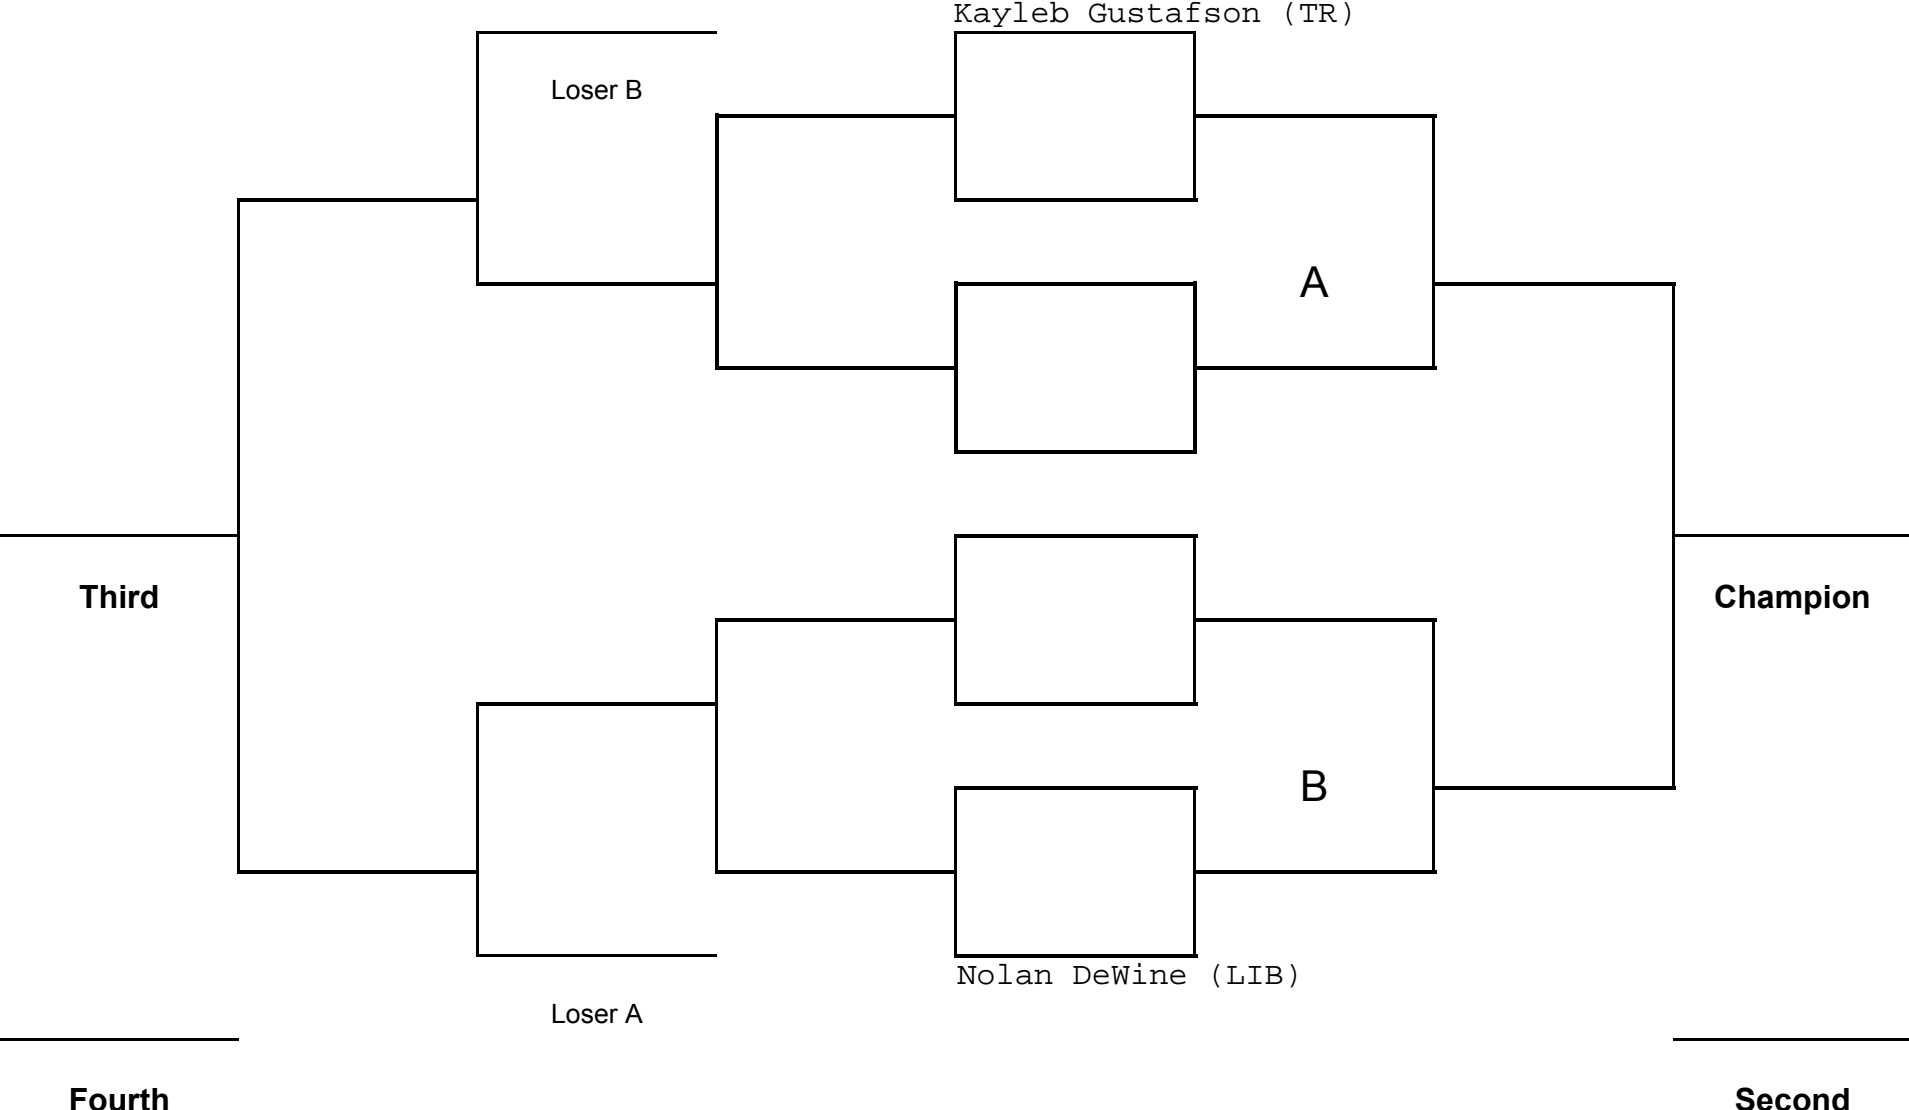 Kayleb Gustafson (TR)
Loser B
A
Third
Champion
B
Nolan DeWine (LIB)
Loser A
Fourth
Second